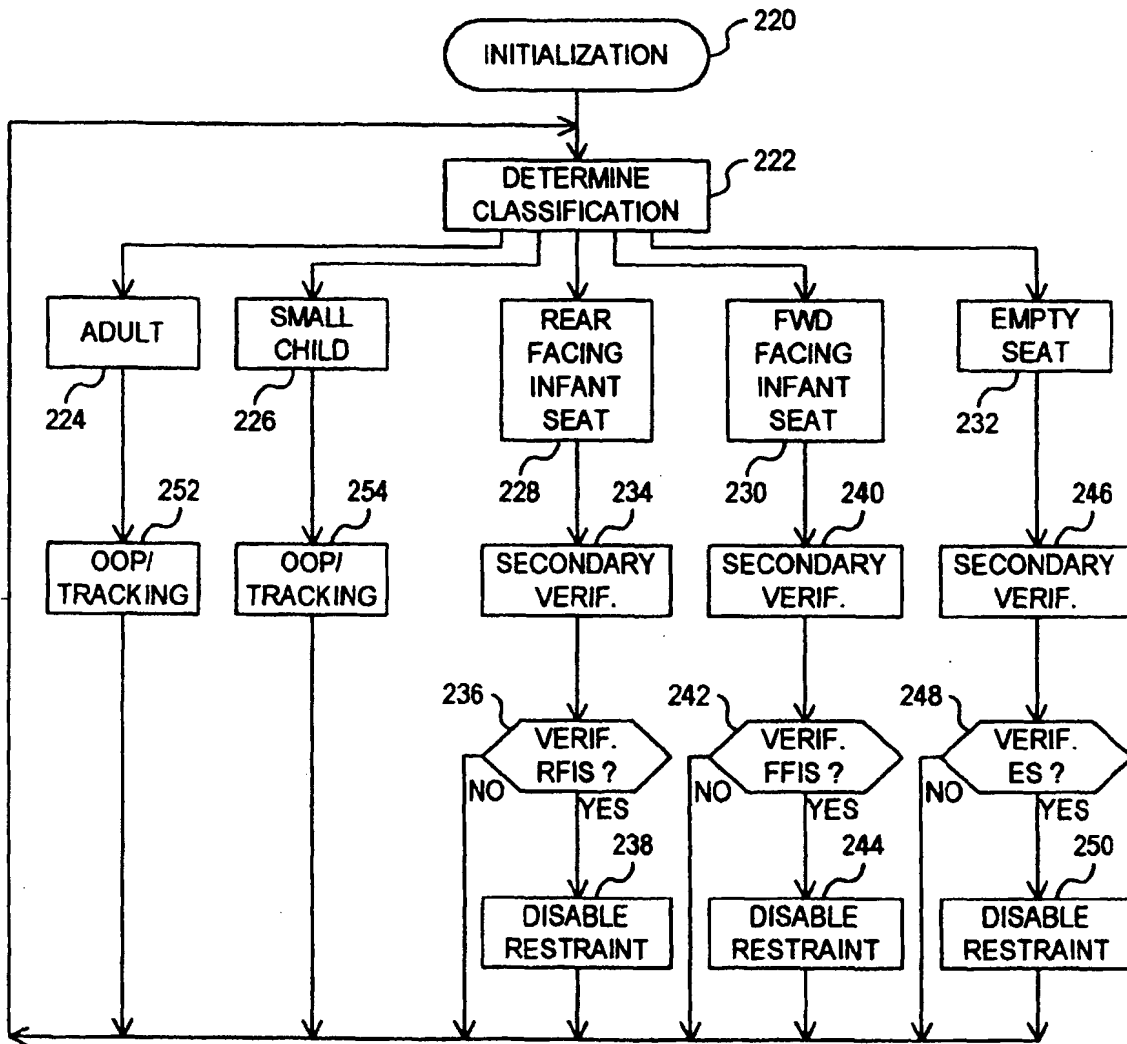 220
INITIALIZATION
222
DETERMINE
CLASSIFICATION
ADULT
224
SMALL
CHILD
226
REAR
FACING
INFANT
SEAT
228
FWD
FACING
INFANT
SEAT
230
EMPTY
SEAT
232
252
OOP/
TRACKING
254
OOP/
TRACKING
234
SECONDARY
VERIF.
240
SECONDARY
VERIF.
246
SECONDARY
VERIF.
236
VERIF.
RFIS ?
NO
YES
242
VERIF.
FFIS ?
NO
YES
248
VERIF.
ES ?
NO
YES
238
DISABLE
RESTRAINT
244
DISABLE
RESTRAINT
250
DISABLE
RESTRAINT